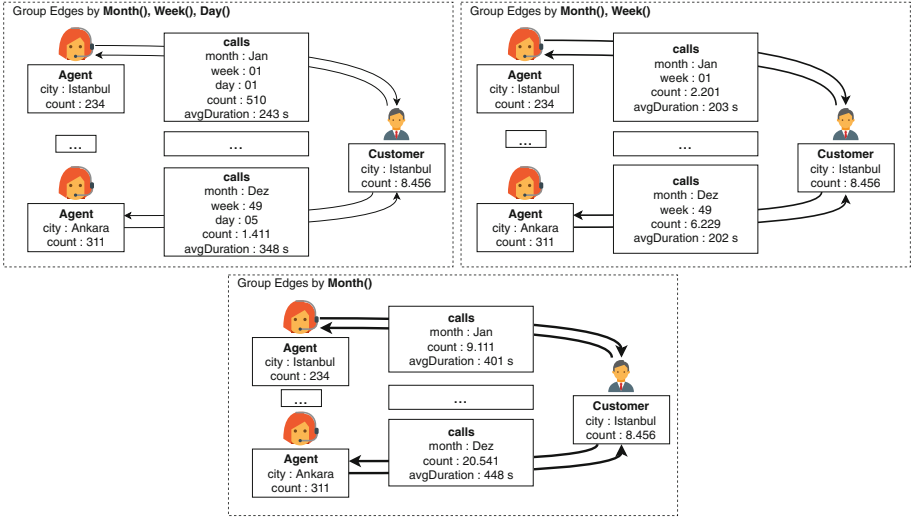 Group Edges by Month(), Week(), Day()
Agent
city : Istanbul
count : 234
...
Agent
city : Ankara
count : 311
calls
month : Jan
week : 01
day : 01
count : 510
avgDuration : 243 s
...
calls
month : Dez
week : 49
day : 05
count : 1.411
avgDuration : 348 s
Customer
city : Istanbul
count : 8.456
Group Edges by Month(), Week()
Agent
city : Istanbul
count : 234
...
Agent
city : Ankara
count : 311
calls
month : Jan
week : 01
count : 2.201
avgDuration : 203 s
...
calls
month : Dez
week : 49
count : 6.229
avgDuration : 202 s
Customer
city : Istanbul
count : 8.456
Group Edges by Month()
Agent
city : Istanbul
count : 234
...
Agent
city : Ankara
count : 311
calls
month : Jan
count : 9.111
avgDuration : 401 s
...
calls
month : Dez
count : 20.541
avgDuration : 448 s
Customer
city : Istanbul
count : 8.456